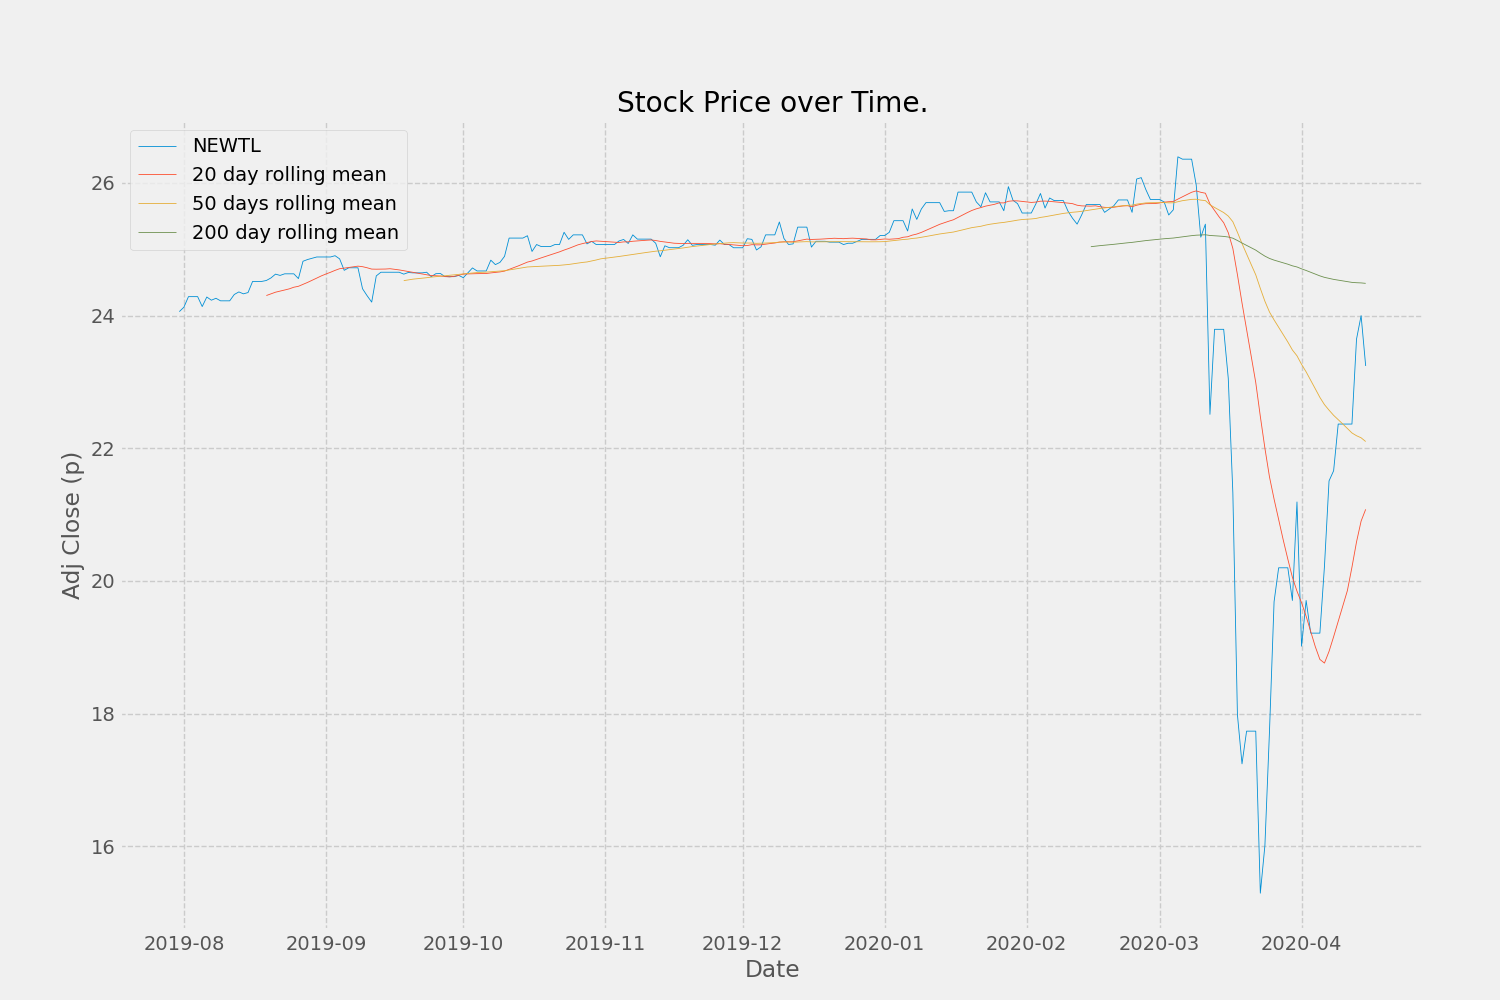 Stock Price over Time.
NEWTL
20 day rolling mean
50 days rolling mean
200 day rolling mean
26
24
22
20
18
16
Adj Close (p)
2019-08 2019-09 2019-10 2019-11 2019-12 2020-01 2020-02 2020-03 2020-04
Date